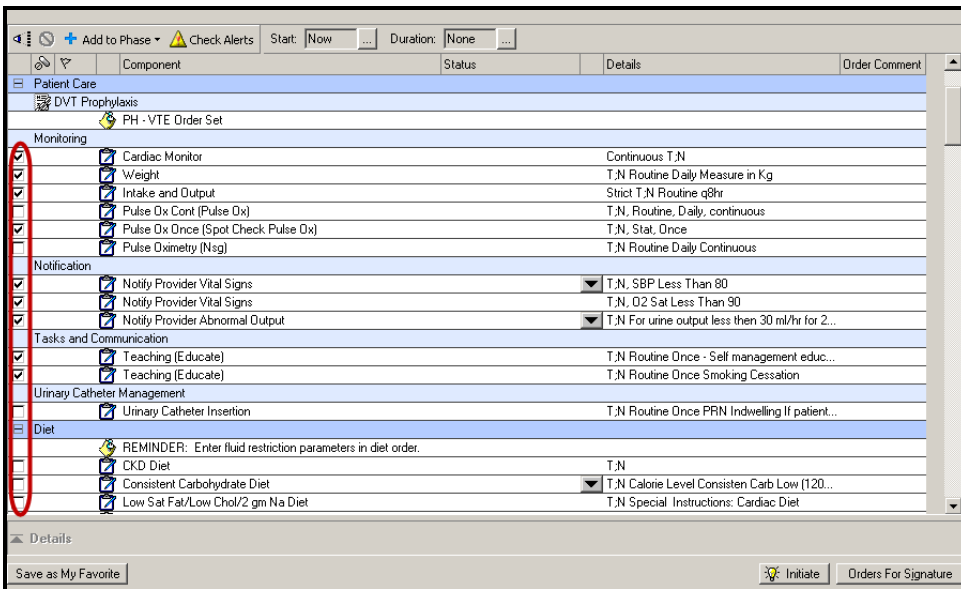 Add to Phase Check Alerts Start: Now ... Duration: None ...
Component Status Details Order Comment
Patient Care
DVT Prophylaxis
PH - VTE Order Set
Monitoring
Cardiac Monitor Continuous T;N
Weight T;N Routine Daily Measure in Kg
Intake and Output Strict T;N Routine q8hr
Pulse Ox Cont (Pulse Ox) T;N, Routine, Daily, continuous
Pulse Ox Once (Spot Check Pulse Ox) T;N, Stat, Once
Pulse Oximetry (Nsg) T;N Routine Daily Continuous
Notification
Notify Provider Vital Signs T;N, SBP Less Than 80
Notify Provider Vital Signs T;N, O2 Sat Less Than 90
Notify Provider Abnormal Output T;N For urine output less then 30 ml/hr for 2...
Tasks and Communication
Teaching (Educate) T;N Routine Once - Self management educ...
Teaching (Educate) T;N Routine Once Smoking Cessation
Urinary Catheter Management
Urinary Catheter Insertion T;N Routine Once PRN Indwelling If patient...
Diet
REMINDER: Enter fluid restriction parameters in diet order.
CKD Diet T;N
Consistent Carbohydrate Diet T;N Calorie Level Consisten Carb Low (120...
Low Sat Fat/Low Chol/2 gm Na Diet T;N Special Instructions: Cardiac Diet
Details
Save as My Favorite Initiate Orders For Signature